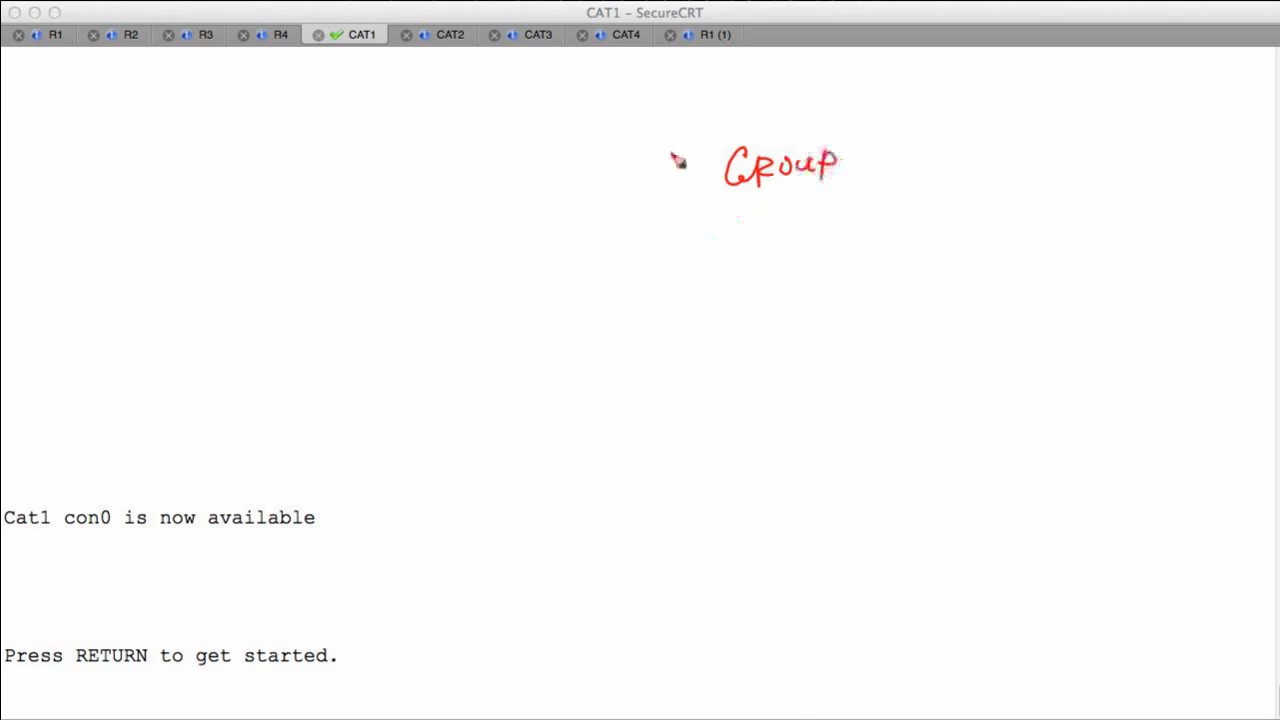 CAT1 – SecureCRT
R1 R2 R3 R4 CAT1 CAT2 CAT3 CAT4 R1 (1)
GROUP
Cat1 con0 is now available
Press RETURN to get started.